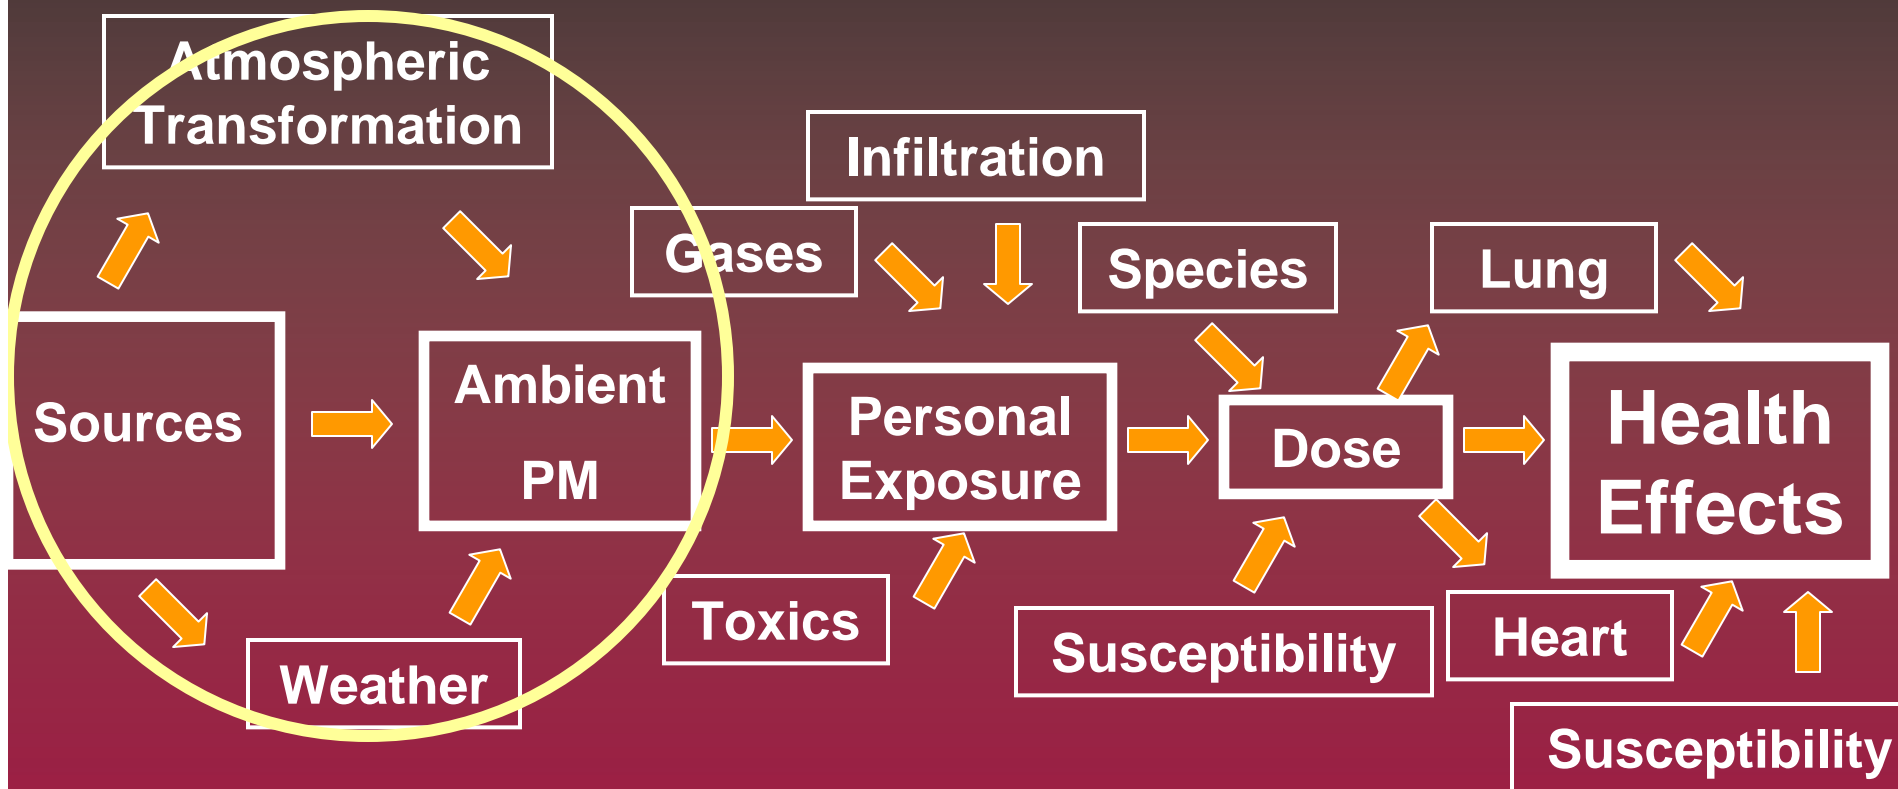 Atmospheric
Transformation
Infiltration
Gases
Species
Lung
Sources
Ambient
PM
Personal
Exposure
Dose
Health
Effects
Toxics
Susceptibility
Heart
Weather
Susceptibility